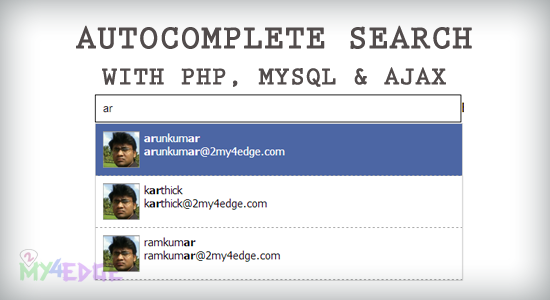 AUTOCOMPLETE SEARCH
WITH PHP, MYSQL & AJAX
ar
arunkumar
arunkumar@2my4edge.com
karthick
karthick@2my4edge.com
ramkumar
ramkumar@2my4edge.com
2
MY4EDGE